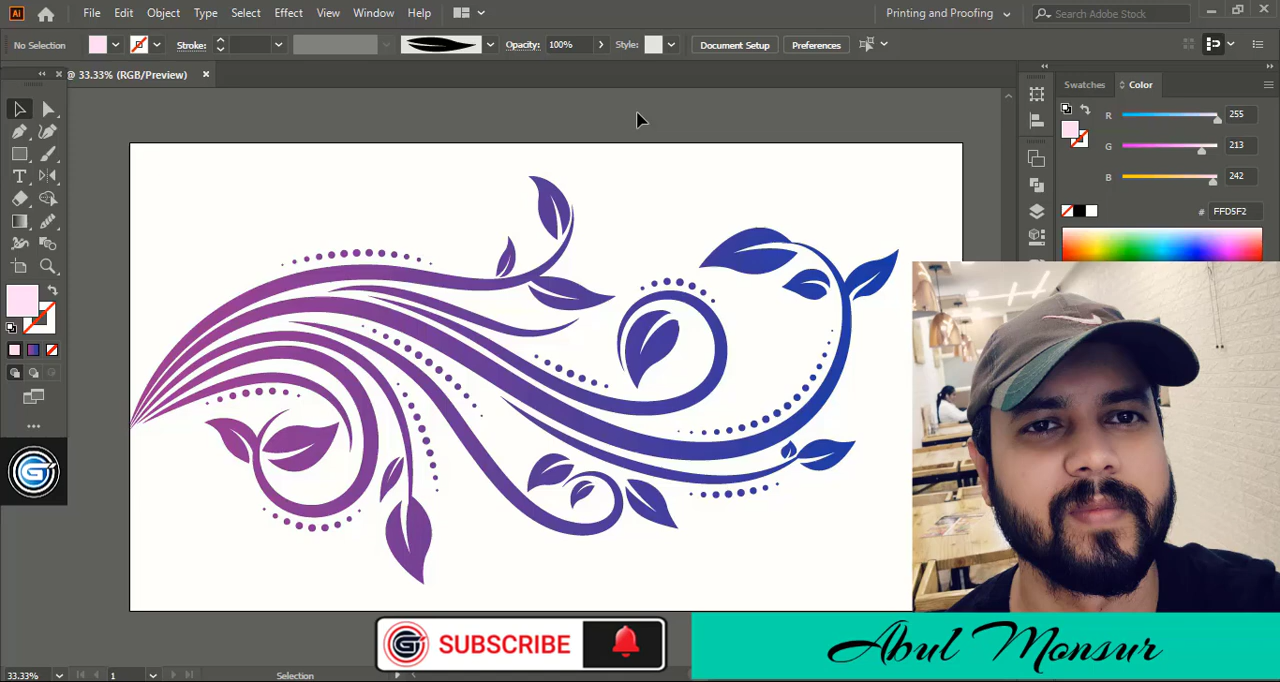 Ai File Edit Object Type Select Effect View Window Help Printing and Proofing Search Adobe Stock
No Selection Stroke: Opacity: 100% Style: Document Setup Preferences
@ 33.33% (RGB/Preview)
Swatches Color
R 255
G 213
B 242
# FFD5F2
SUBSCRIBE
Abul Monsur
33.33% 1 Selection